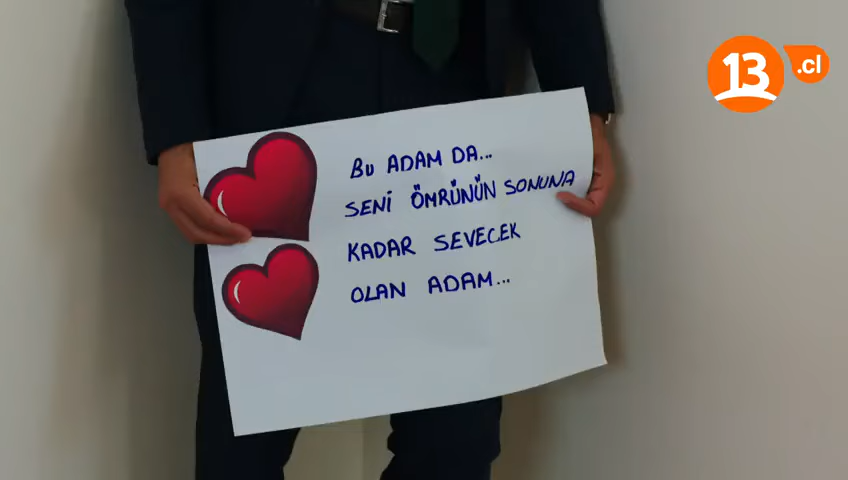 13
.cl
BU ADAM DA...
SENİ ÖMRÜNÜN SONUNA
KADAR SEVECEK
OLAN ADAM...